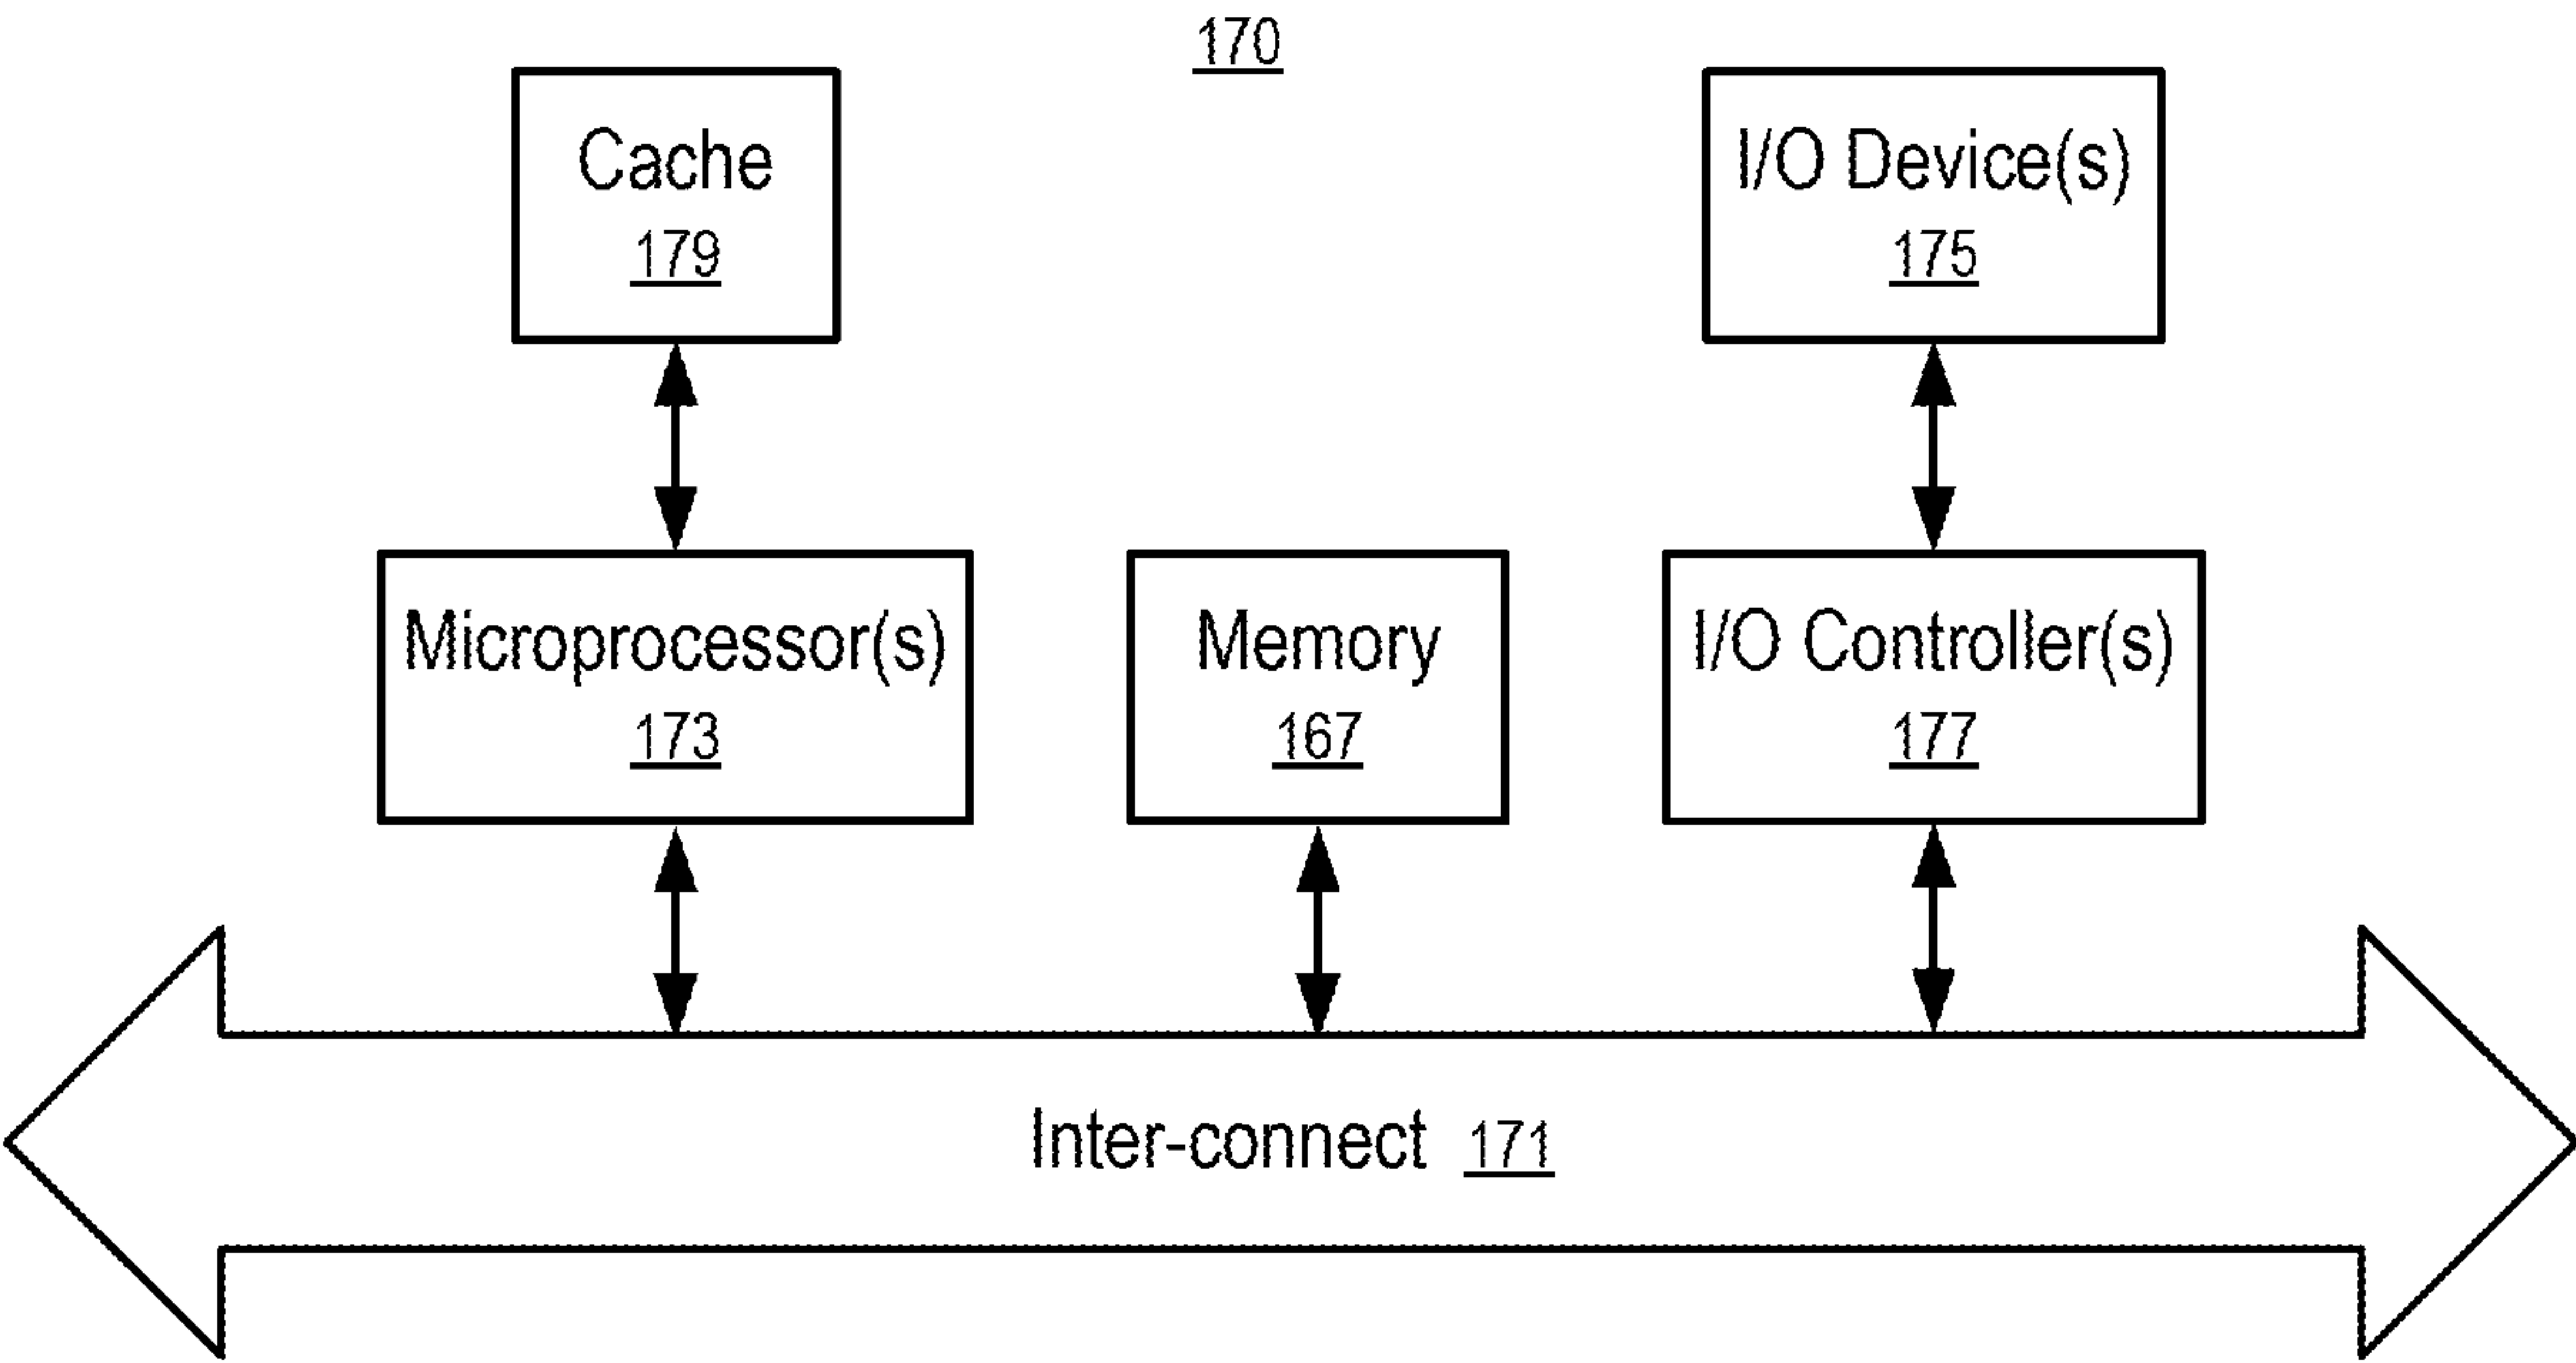 170
Cache
179
I/O Device(s)
175
Microprocessor(s)
173
Memory
167
I/O Controller(s)
177
Inter-connect 171